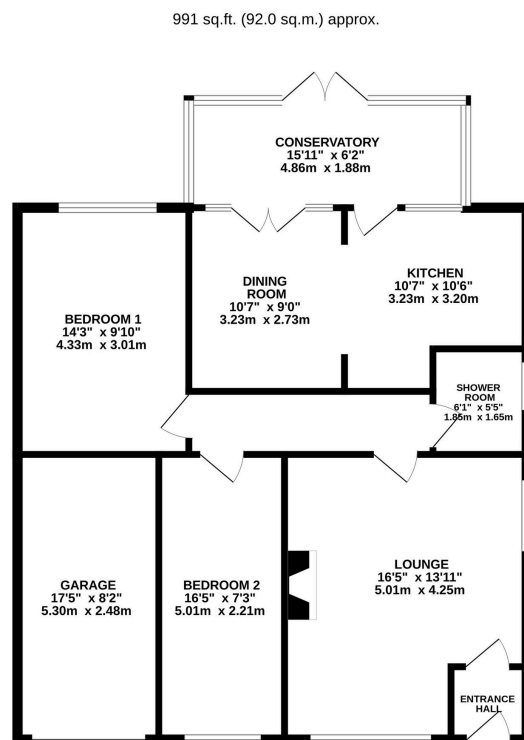 991 sq.ft. (92.0 sq.m.) approx.
CONSERVATORY
15'11" x 6'2"
4.86m x 1.88m
DINING
ROOM
10'7" x 9'0"
3.23m x 2.73m
KITCHEN
10'7" x 10'6"
3.23m x 3.20m
BEDROOM 1
14'3" x 9'10"
4.33m x 3.01m
SHOWER
ROOM
6'1" x 5'5"
1.85m x 1.65m
GARAGE
17'5" x 8'2"
5.30m x 2.48m
BEDROOM 2
16'5" x 7'3"
5.01m x 2.21m
LOUNGE
16'5" x 13'11"
5.01m x 4.25m
ENTRANCE
HALL